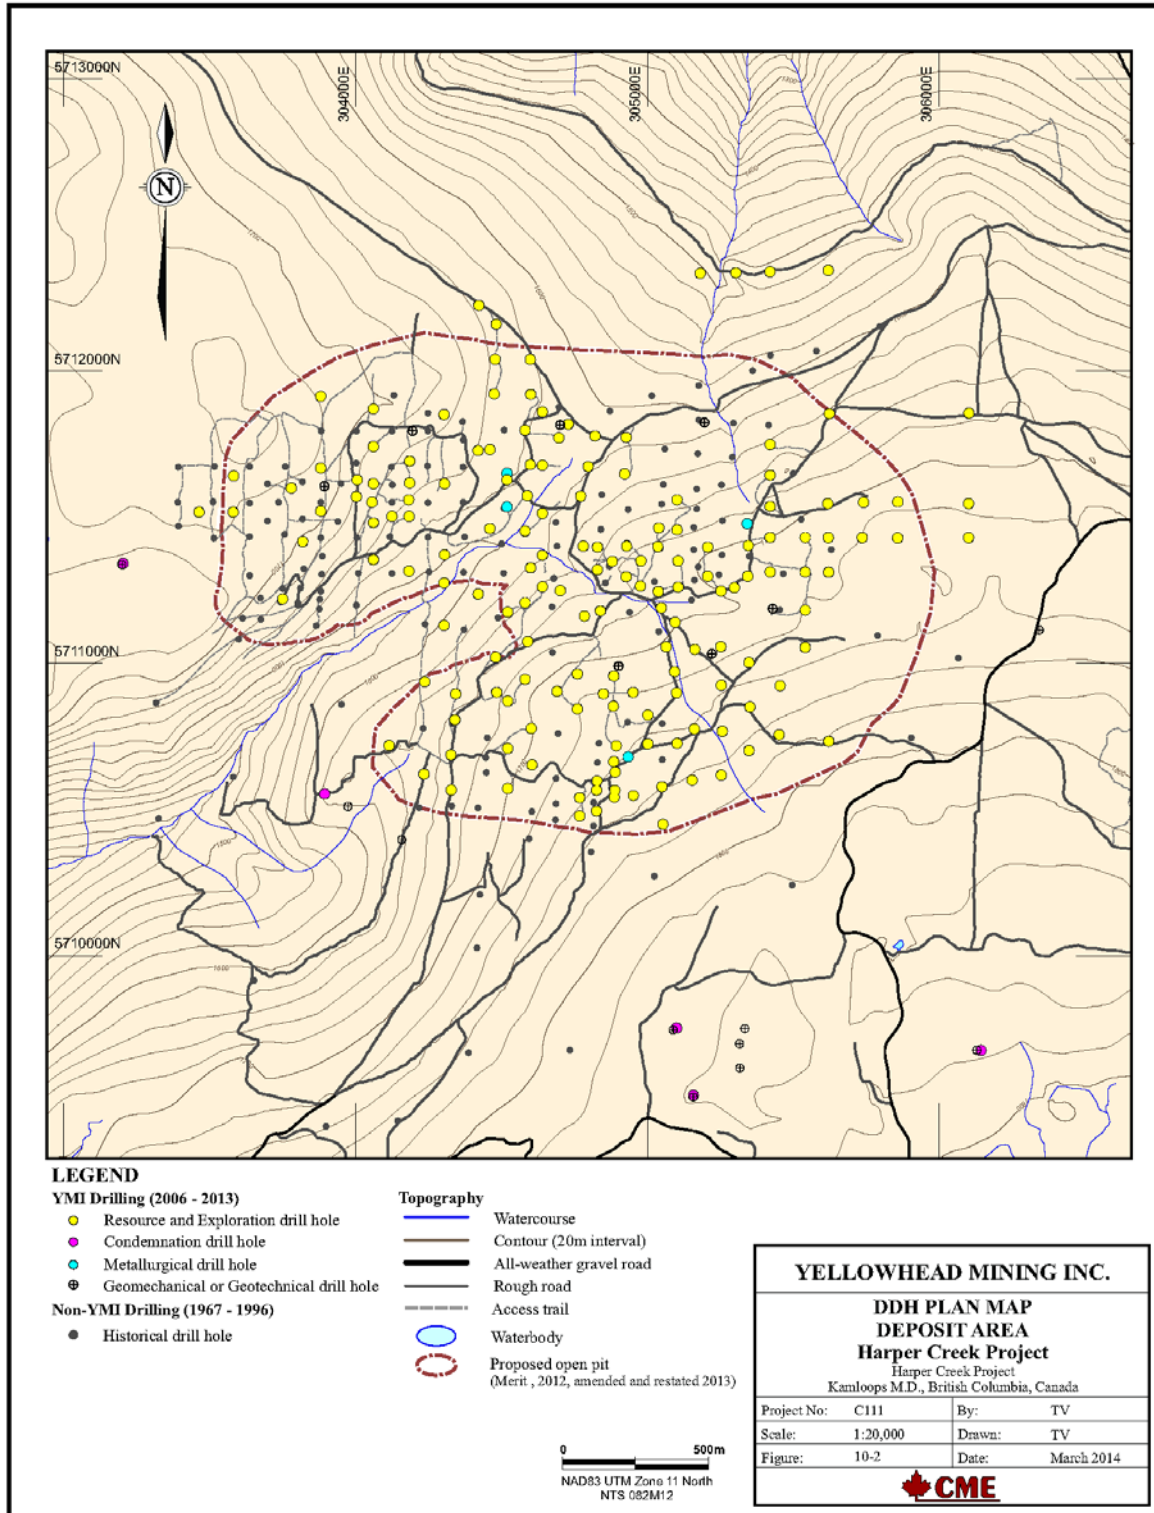 5713000N
304000E
305000E
306000E
N
5712000N
5711000N
5710000N
LEGEND
YMI Drilling (2006 - 2013)
Resource and Exploration drill hole
Condemnation drill hole
Metallurgical drill hole
Geomechanical or Geotechnical drill hole
Non-YMI Drilling (1967 - 1996)
Historical drill hole
Topography
Watercourse
Contour (20m interval)
All-weather gravel road
Rough road
Access trail
Waterbody
Proposed open pit
(Merit , 2012, amended and restated 2013)
0 500m
NAD83 UTM Zone 11 North
NTS 082M12
YELLOWHEAD MINING INC.
DDH PLAN MAP
DEPOSIT AREA
Harper Creek Project
Harper Creek Project
Kamloops M.D., British Columbia, Canada
Project No: C111 By: TV
Scale: 1:20,000 Drawn: TV
Figure: 10-2 Date: March 2014
CME